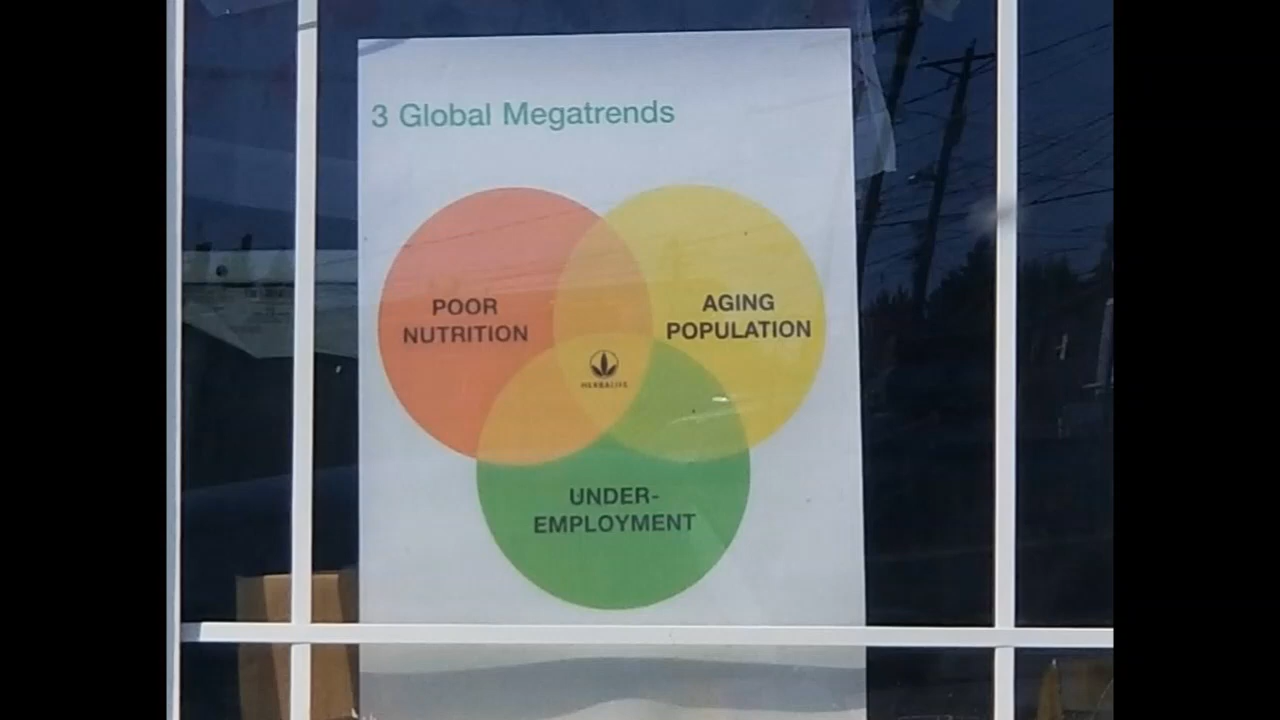 3 Global Megatrends
POOR
NUTRITION
AGING
POPULATION
HERBALIFE
UNDER-
EMPLOYMENT